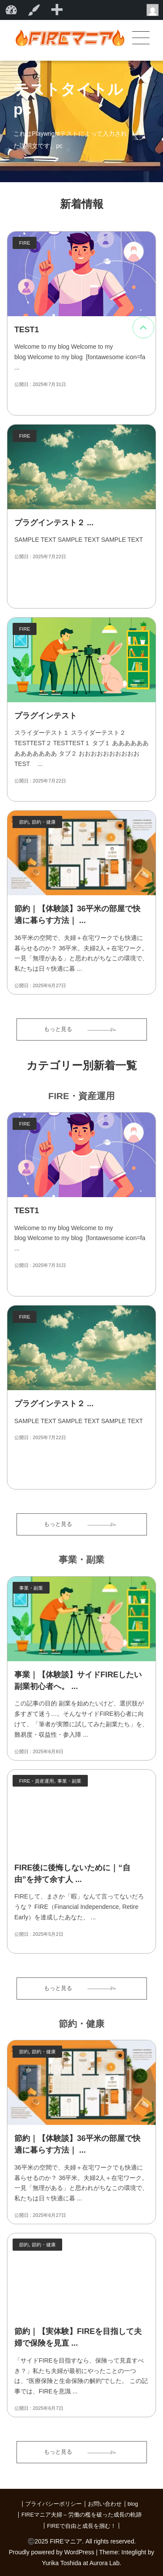 FIREマニア
テストタイトル
pc
これはPlaywrightテストによって入力され
た説明文です。 pc
新着情報
FIRE
TEST1
Welcome to my blog Welcome to my
blog Welcome to my blog [fontawesome icon=fa
...
公開日 : 2025年7月31日
FIRE
プラグインテスト２ ...
SAMPLE TEXT SAMPLE TEXT SAMPLE TEXT
公開日 : 2025年7月22日
FIRE
プラグインテスト
スライダーテスト１ スライダーテスト２
TESTTEST２ TESTTEST１ タブ１ ああああああ
あああああああ タブ２ おおおおおおおおおお
TEST ...
公開日 : 2025年7月22日
節約, 節約・健康
節約｜【体験談】36平米の部屋で快
適に暮らす方法｜ ...
36平米の空間で、夫婦＋在宅ワークでも快適に
暮らせるのか？ 36平米。夫婦2人＋在宅ワーク。
一見「無理がある」と思われがちなこの環境で、
私たちは日々快適に暮 ...
公開日 : 2025年6月27日
もっと見る
カテゴリー別新着一覧
FIRE・資産運用
FIRE
TEST1
Welcome to my blog Welcome to my
blog Welcome to my blog [fontawesome icon=fa
...
公開日 : 2025年7月31日
FIRE
プラグインテスト２ ...
SAMPLE TEXT SAMPLE TEXT SAMPLE TEXT
公開日 : 2025年7月22日
もっと見る
事業・副業
事業・副業
事業｜【体験談】サイドFIREしたい
副業初心者へ。 ...
この記事の目的 副業を始めたいけど、選択肢が
多すぎて迷う…。そんなサイドFIRE初心者に向
けて、「筆者が実際に試してみた副業たち」を、
難易度・収益性・参入障 ...
公開日 : 2025年6月8日
FIRE・資産運用, 事業・副業
FIRE後に後悔しないために｜“自
由”を持て余す人 ...
FIREして、まさか「暇」なんて言ってないだろ
うな？ FIRE（Financial Independence, Retire
Early）を達成したあなた、 ...
公開日 : 2025年5月2日
もっと見る
節約・健康
節約, 節約・健康
節約｜【体験談】36平米の部屋で快
適に暮らす方法｜ ...
36平米の空間で、夫婦＋在宅ワークでも快適に
暮らせるのか？ 36平米。夫婦2人＋在宅ワーク。
一見「無理がある」と思われがちなこの環境で、
私たちは日々快適に暮 ...
公開日 : 2025年6月27日
節約, 節約・健康
節約｜【実体験】FIREを目指して夫
婦で保険を見直 ...
「サイドFIREを目指すなら、保険って見直すべ
き？」私たち夫婦が最初にやったことの一つ
は、“医療保険と生命保険の解約”でした。 この記
事では、FIREを意識 ...
公開日 : 2025年6月7日
もっと見る
| プライバシーポリシー | お問い合わせ | blog
| FIREマニア夫婦 – 労働の檻を破った成長の軌跡
| FIREで自由と成長を掴む！ |
©2025 FIREマニア. All rights reserved.
Proudly powered by WordPress | Theme: Integlight by
Yurika Toshida at Aurora Lab.